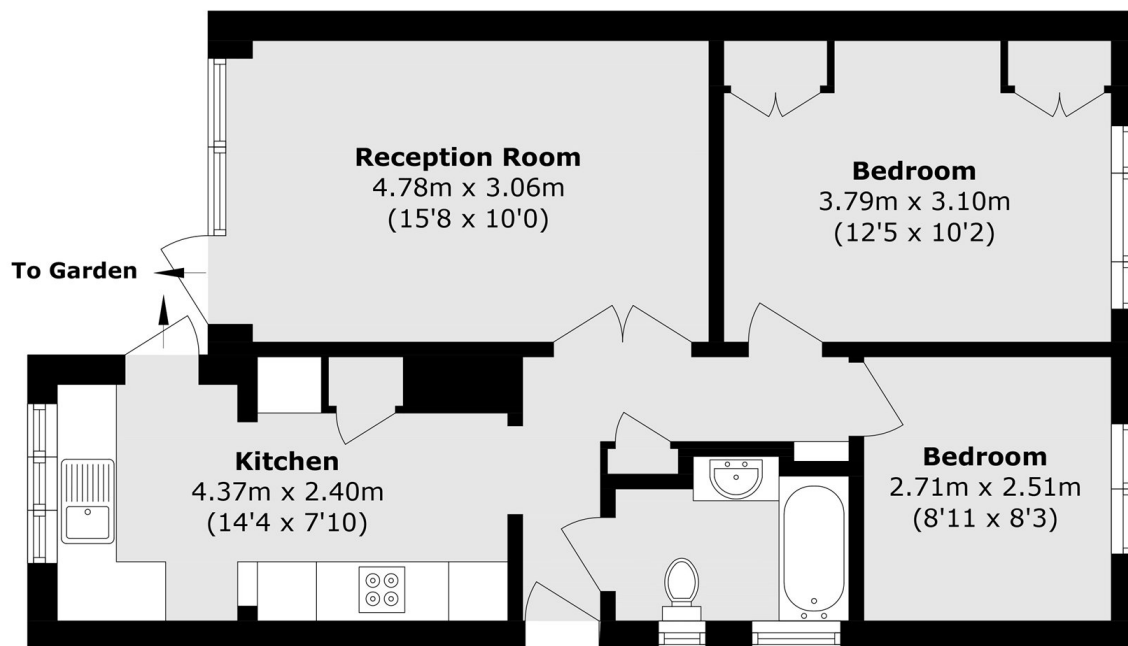 Reception Room
4.78m x 3.06m
(15'8 x 10'0)
Bedroom
3.79m x 3.10m
(12'5 x 10'2)
To Garden
Kitchen
4.37m x 2.40m
(14'4 x 7'10)
Bedroom
2.71m x 2.51m
(8'11 x 8'3)